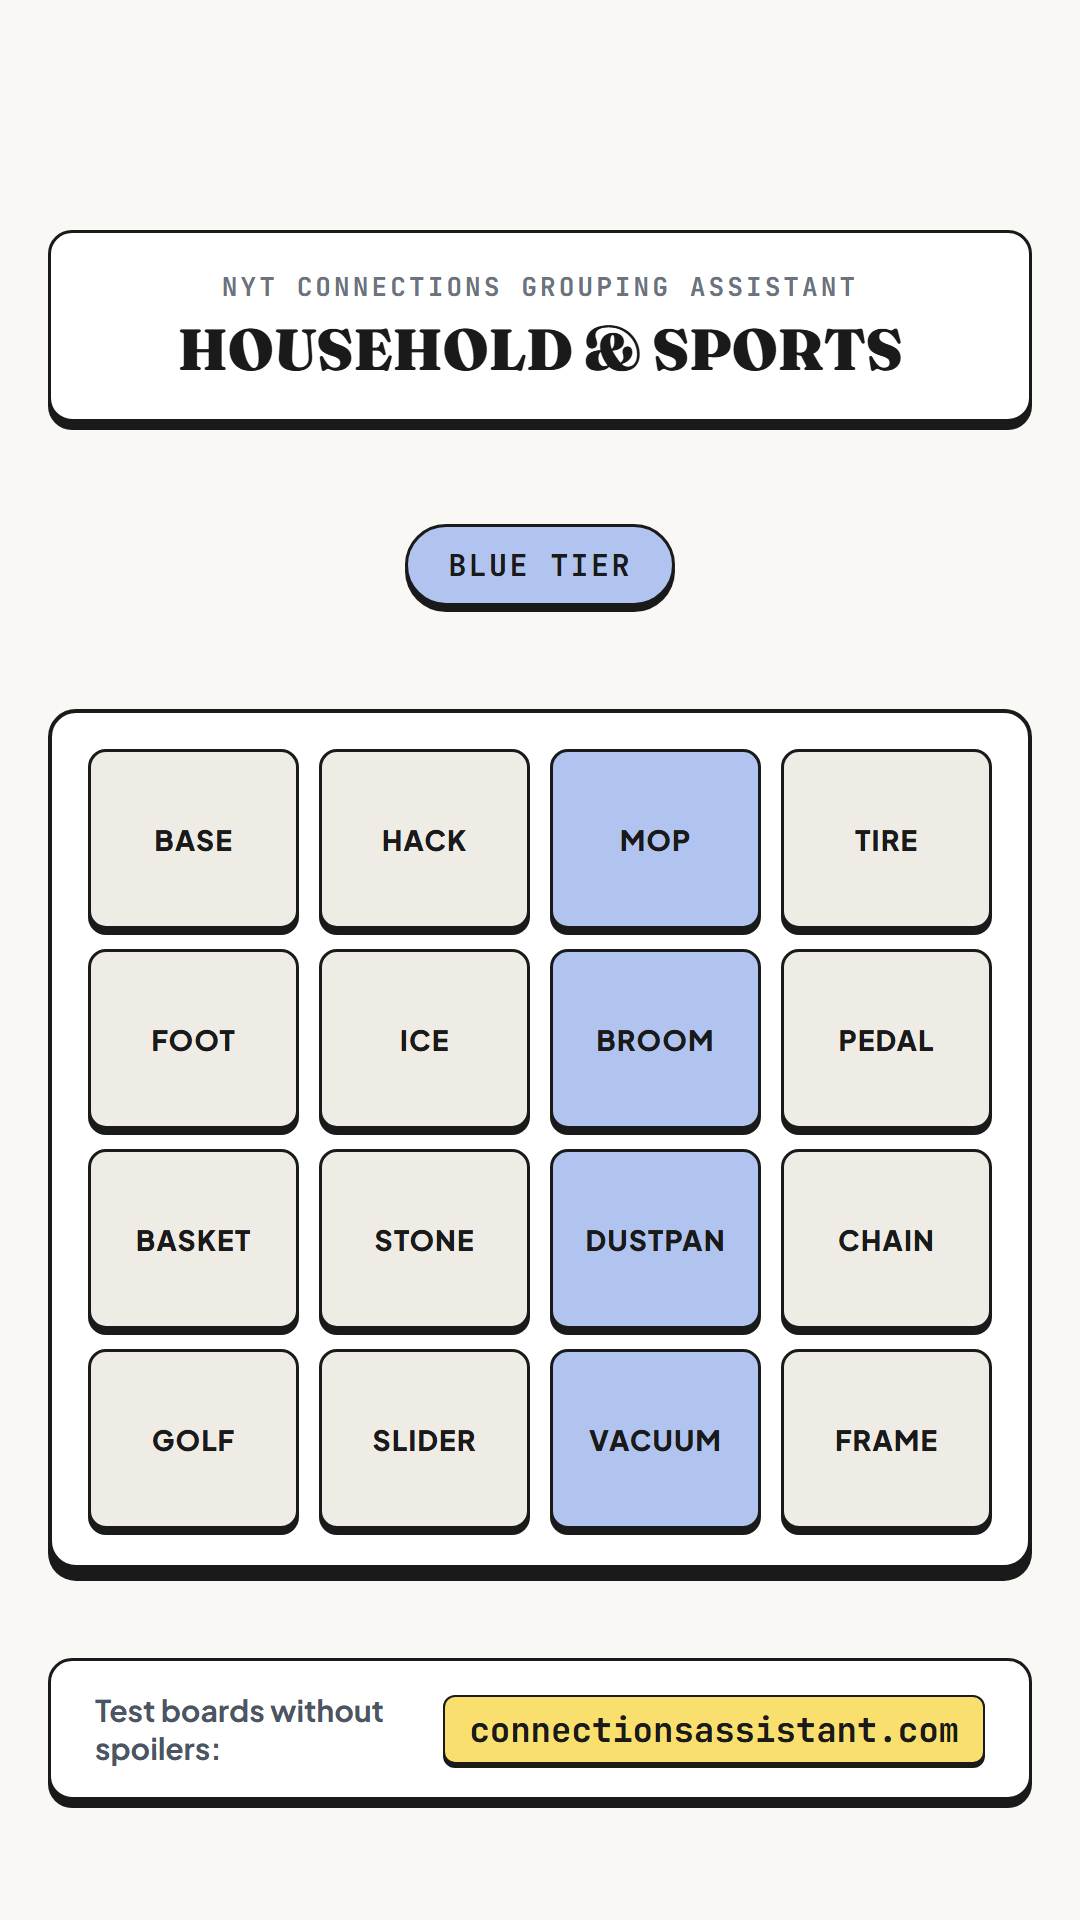 NYT CONNECTIONS GROUPING ASSISTANT
HOUSEHOLD & SPORTS
BLUE TIER
BASE HACK MOP TIRE
FOOT ICE BROOM PEDAL
BASKET STONE DUSTPAN CHAIN
GOLF SLIDER VACUUM FRAME
Test boards without
spoilers:
connectionsassistant.com